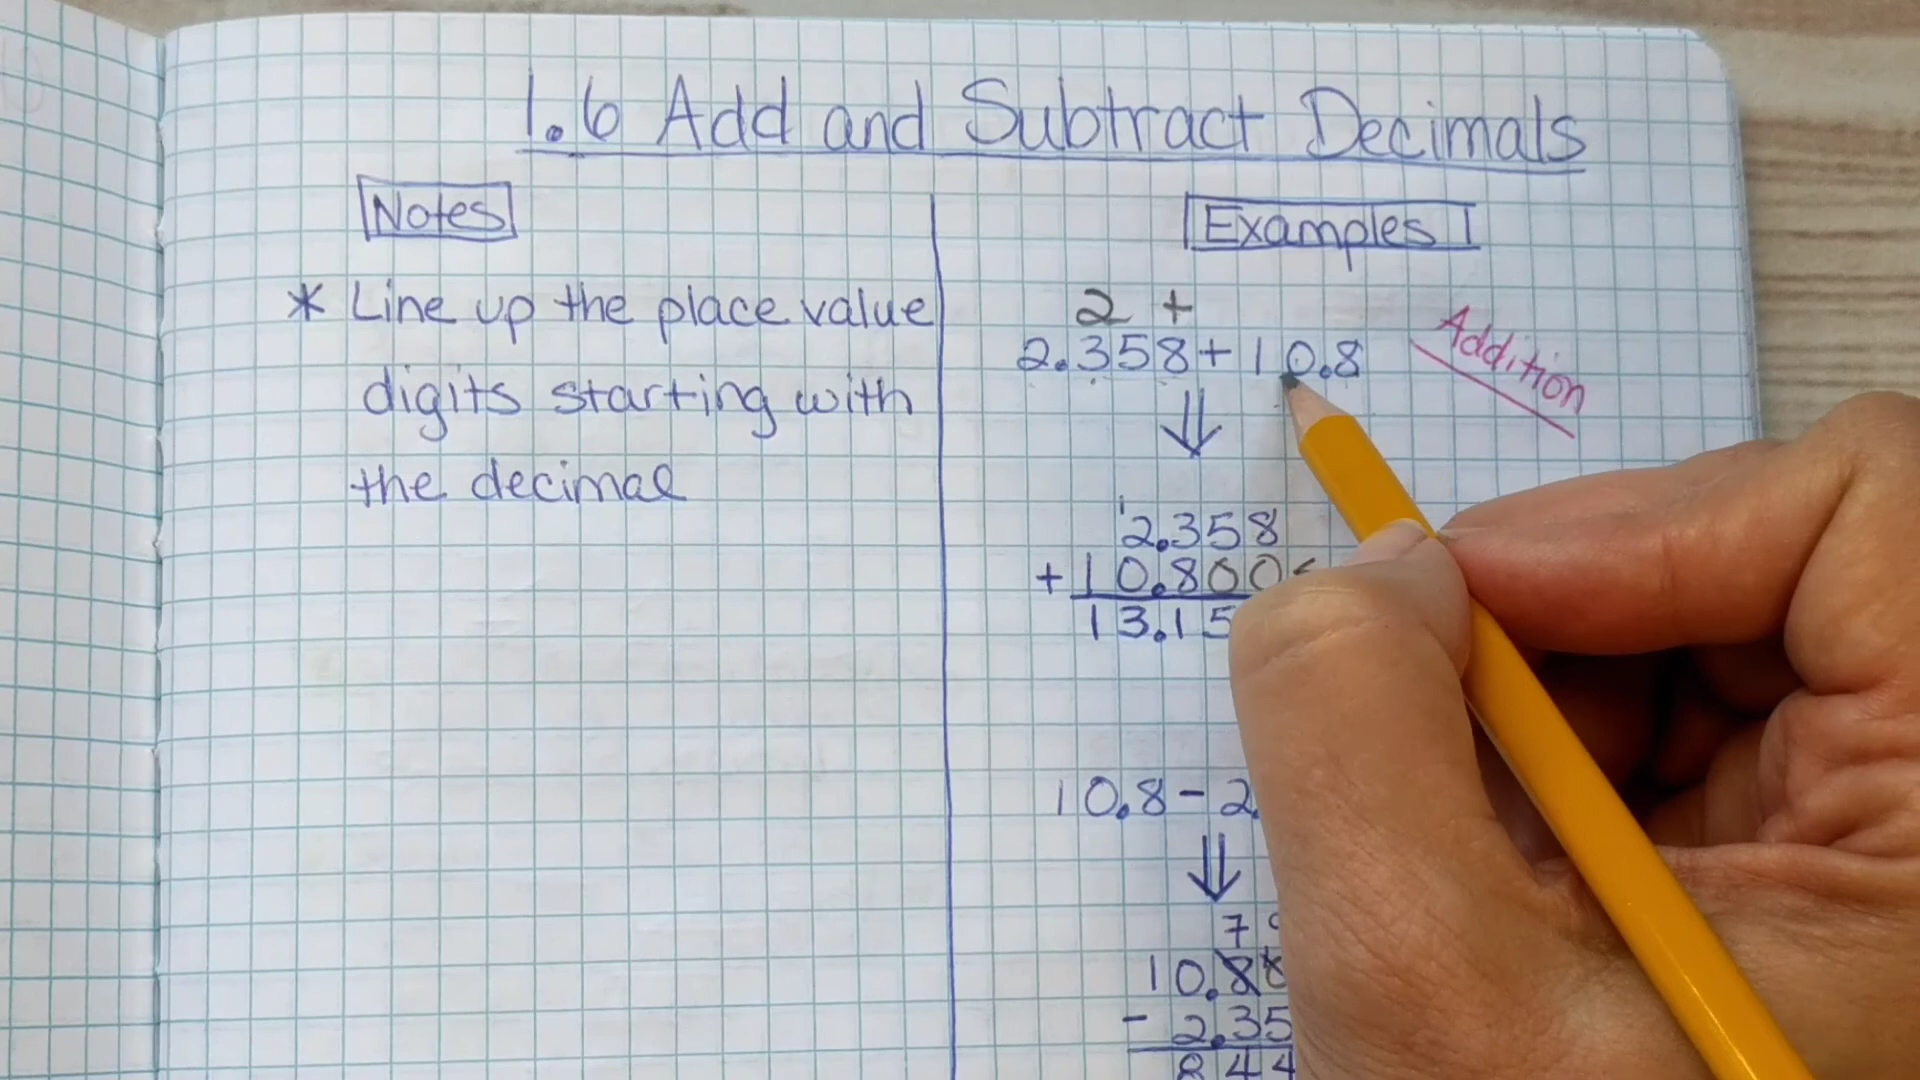 1.6 Add and Subtract Decimals
Notes
* Line up the place value
digits starting with
the decimal
Examples
2 +
2.358+10.8
Addition
⇓
1
2.358
+10.800
13.15
10.8-2.
⇓
7
10.8
- 2.35
844